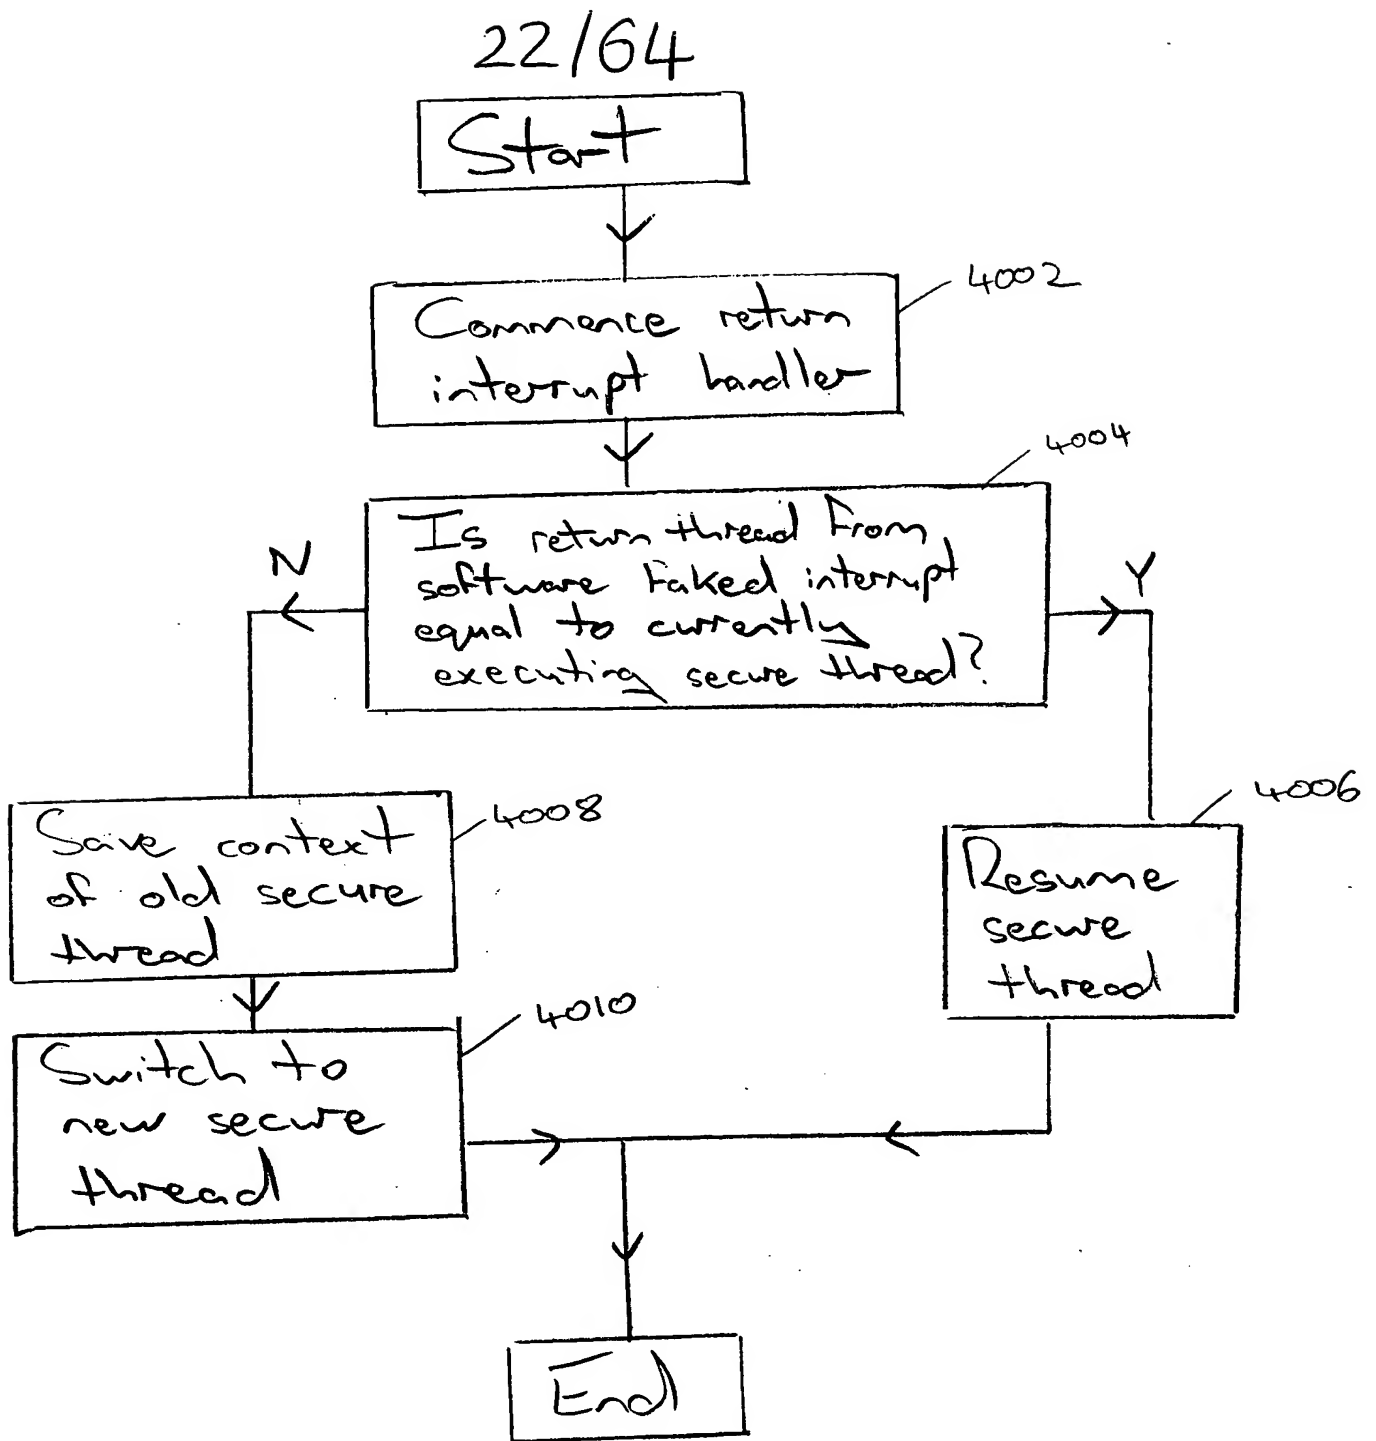 22/64
Start
4002
Commence return
interrupt handler
4004
Is return thread from
software faked interrupt
equal to currently
executing secure thread?
N
Y
4008
Save context
of old secure
thread
4006
Resume
secure
thread
4010
Switch to
new secure
thread
End